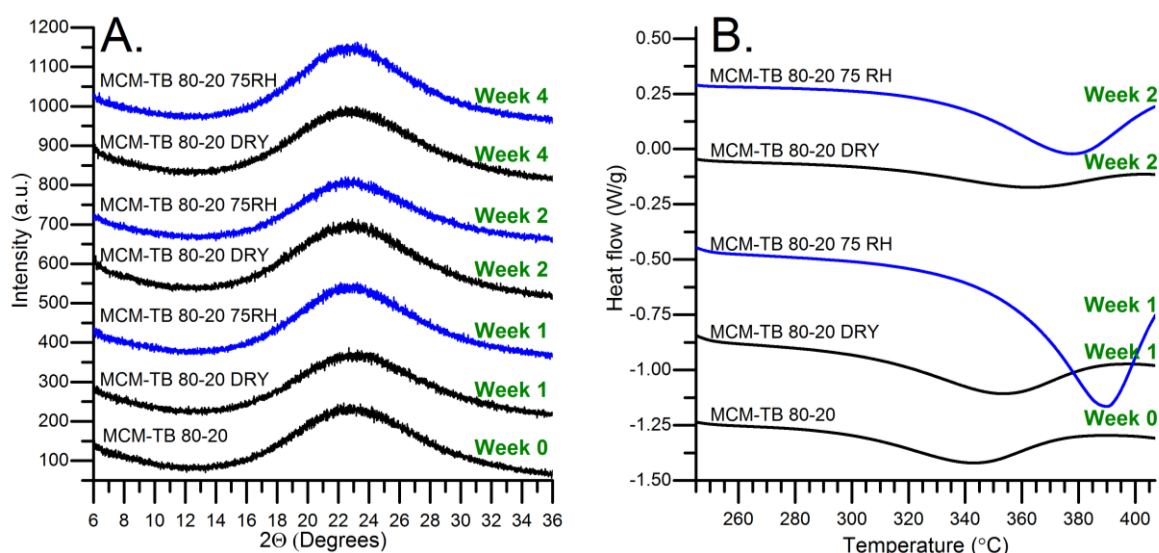 A.
1200
1100
1000
900
800
700
600
500
400
300
200
100
Intensity (a.u.)
MCM-TB 80-20 75RH
Week 4
MCM-TB 80-20 DRY
Week 4
MCM-TB 80-20 75RH
Week 2
MCM-TB 80-20 DRY
Week 2
MCM-TB 80-20 75RH
Week 1
MCM-TB 80-20 DRY
Week 1
MCM-TB 80-20
Week 0
6 8 10 12 14 16 18 20 22 24 26 28 30 32 34 36
2Θ (Degrees)
B.
0.50
0.25
0.00
-0.25
-0.50
-0.75
-1.00
-1.25
-1.50
Heat flow (W/g)
MCM-TB 80-20 75 RH
Week 2
MCM-TB 80-20 DRY
Week 2
MCM-TB 80-20 75 RH
Week 1
MCM-TB 80-20 DRY
Week 1
MCM-TB 80-20
Week 0
260 280 300 320 340 360 380 400
Temperature (°C)